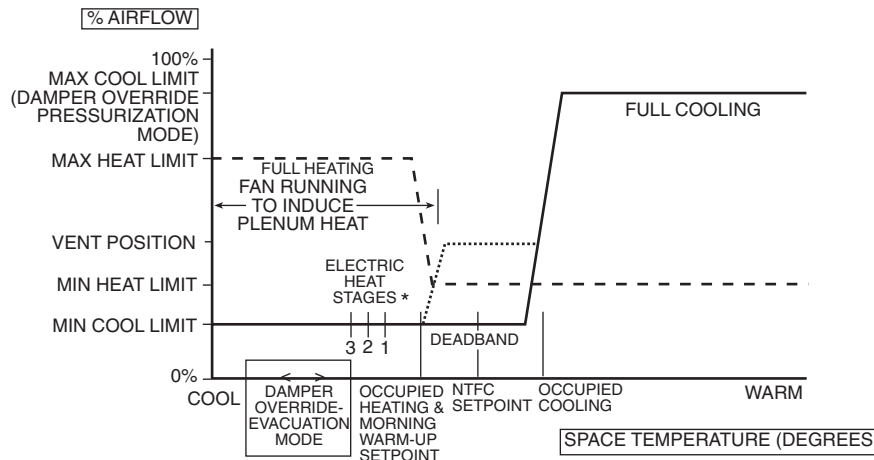 % AIRFLOW
100%
MAX COOL LIMIT
(DAMPER OVERRIDE
PRESSURIZATION
MODE)
FULL COOLING
MAX HEAT LIMIT
FULL HEATING
FAN RUNNING
TO INDUCE
PLENUM HEAT
VENT POSITION
ELECTRIC
HEAT
STAGES *
MIN HEAT LIMIT
MIN COOL LIMIT
3 2 1
DEADBAND
0%
COOL
DAMPER
OVERRIDE-
EVACUATION
MODE
OCCUPIED
HEATING &
MORNING
WARM-UP
SETPOINT
NTFC
SETPOINT
OCCUPIED
COOLING
WARM
SPACE TEMPERATURE (DEGREES